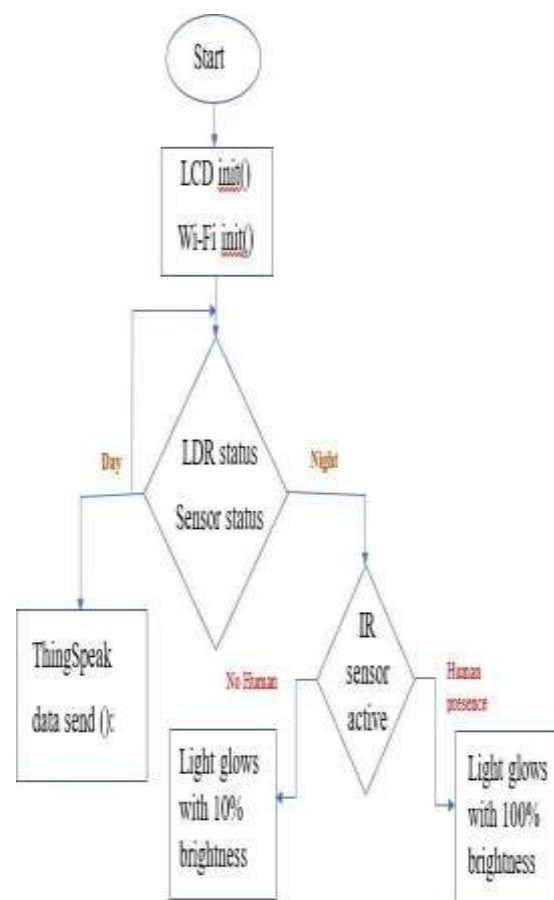 Start
LCD init()
Wi-Fi init()
Day
LDR status
Night
Sensor status
ThingSpeak
data send ():
IR
sensor
active
No Human
Human
presence
Light glows
with 10%
brightness
Light glows
with 100%
brightness